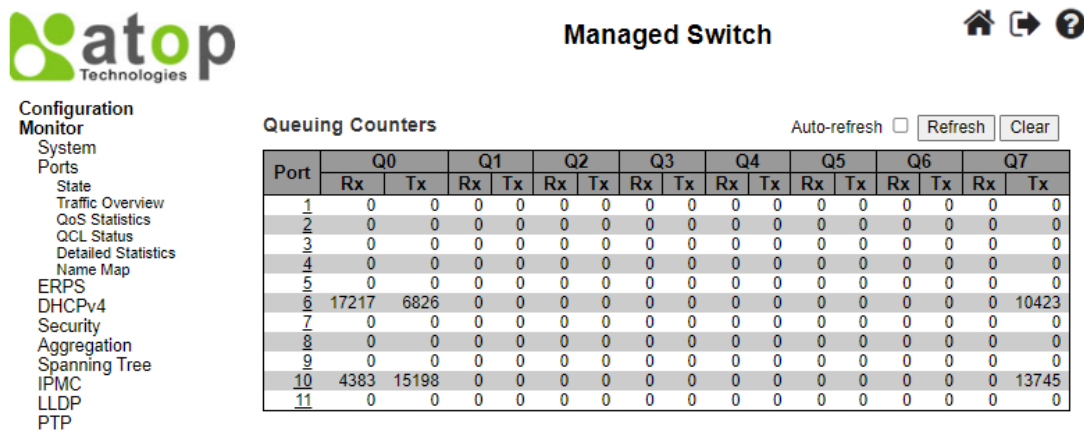 atop
Technologies
Managed Switch
?
Configuration
Monitor
System
Ports
State
Traffic Overview
QoS Statistics
QCL Status
Detailed Statistics
Name Map
ERPS
DHCPv4
Security
Aggregation
Spanning Tree
IPMC
LLDP
PTP
Queuing Counters
Auto-refresh Refresh Clear
Port Q0 Q1 Q2 Q3 Q4 Q5 Q6 Q7
Rx Tx Rx Tx Rx Tx Rx Tx Rx Tx Rx Tx Rx Tx Rx Tx
1 0 0 0 0 0 0 0 0 0 0 0 0 0 0 0 0
2 0 0 0 0 0 0 0 0 0 0 0 0 0 0 0 0
3 0 0 0 0 0 0 0 0 0 0 0 0 0 0 0 0
4 0 0 0 0 0 0 0 0 0 0 0 0 0 0 0 0
5 0 0 0 0 0 0 0 0 0 0 0 0 0 0 0 0
6 17217 6826 0 0 0 0 0 0 0 0 0 0 0 0 0 10423
7 0 0 0 0 0 0 0 0 0 0 0 0 0 0 0 0
8 0 0 0 0 0 0 0 0 0 0 0 0 0 0 0 0
9 0 0 0 0 0 0 0 0 0 0 0 0 0 0 0 0
10 4383 15198 0 0 0 0 0 0 0 0 0 0 0 0 0 13745
11 0 0 0 0 0 0 0 0 0 0 0 0 0 0 0 0